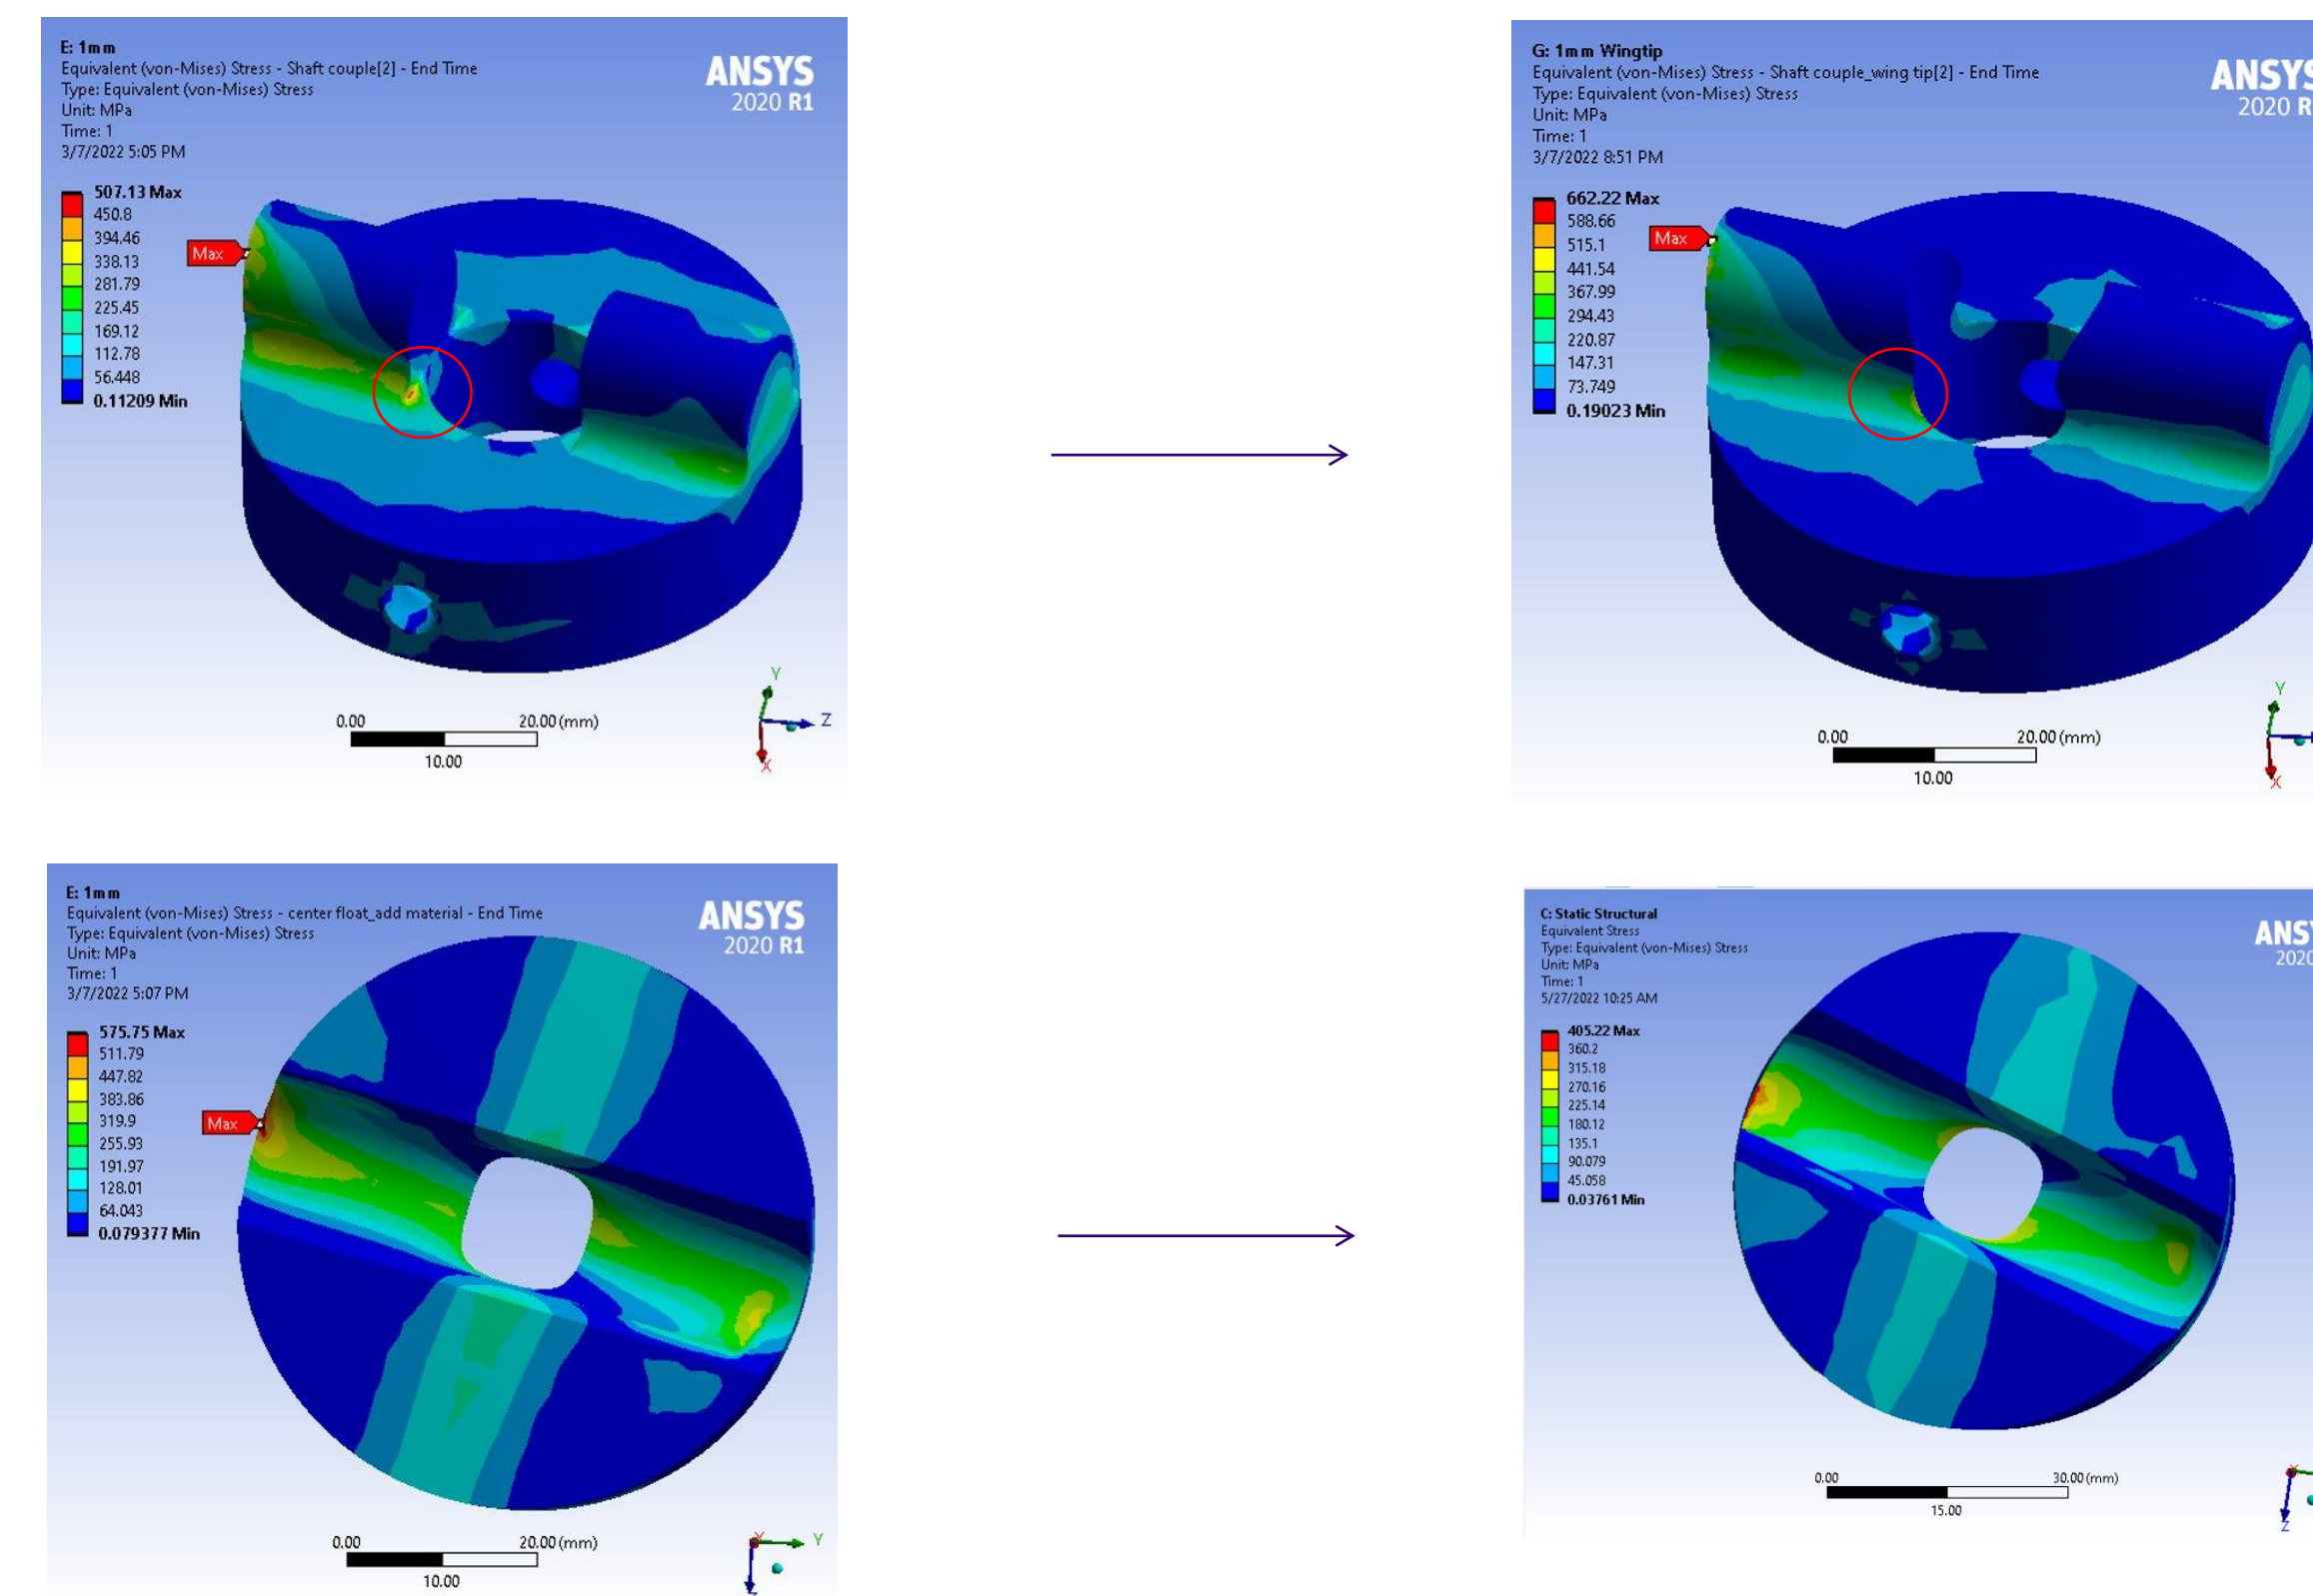 E: 1mm
Equivalent (von-Mises) Stress - Shaft couple[2] - End Time
Type: Equivalent (von-Mises) Stress
Unit: MPa
Time: 1
3/7/2022 5:05 PM
ANSYS
2020 R1
507.13 Max
450.8
394.46
338.13
281.79
225.45
169.12
112.78
56.448
0.11209 Min
Max
Y
Z
X
0.00 20.00 (mm)
10.00
G: 1mm Wingtip
Equivalent (von-Mises) Stress - Shaft couple_wing tip[2] - End Time
Type: Equivalent (von-Mises) Stress
Unit: MPa
Time: 1
3/7/2022 8:51 PM
ANSYS
2020 R
662.22 Max
588.66
515.1
441.54
367.99
294.43
220.87
147.31
73.749
0.19023 Min
Max
Y
X
0.00 20.00 (mm)
10.00
E: 1mm
Equivalent (von-Mises) Stress - center float_add material - End Time
Type: Equivalent (von-Mises) Stress
Unit: MPa
Time: 1
3/7/2022 5:07 PM
ANSYS
2020 R1
575.75 Max
511.79
447.82
383.86
319.9
255.93
191.97
128.01
64.043
0.079377 Min
Max
X
Y
Z
0.00 20.00 (mm)
10.00
C: Static Structural
Equivalent Stress
Type: Equivalent (von-Mises) Stress
Unit: MPa
Time: 1
5/27/2022 10:25 AM
ANSY
2020
405.22 Max
360.2
315.18
270.16
225.14
180.12
135.1
90.079
45.058
0.03761 Min
X
Z
0.00 30.00 (mm)
15.00